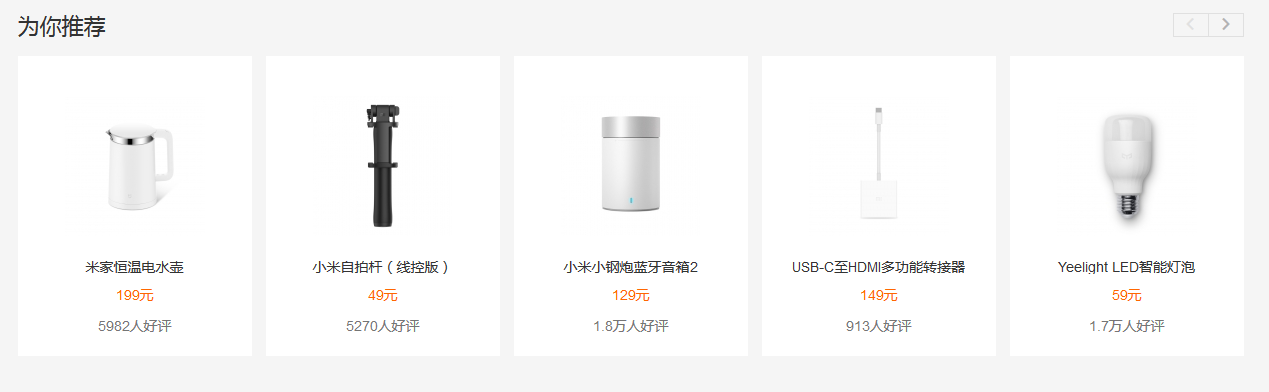 为你推荐
米家恒温电水壶
199元
5982人好评
小米自拍杆（线控版）
49元
5270人好评
小米小钢炮蓝牙音箱2
129元
1.8万人好评
USB-C至HDMI多功能转接器
149元
913人好评
Yeelight LED智能灯泡
59元
1.7万人好评